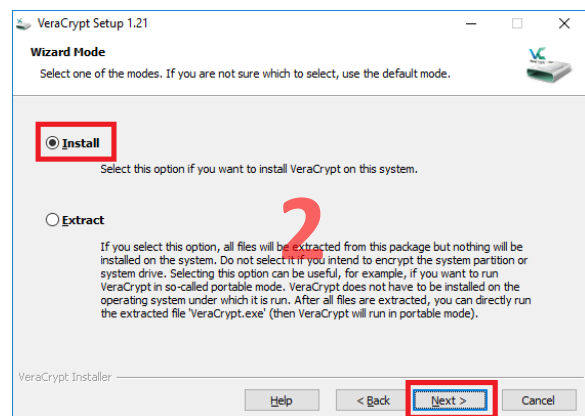 VeraCrypt Setup 1.21
Wizard Mode
Select one of the modes. If you are not sure which to select, use the default mode.
VC
Install
Select this option if you want to install VeraCrypt on this system.
Extract
2
If you select this option, all files will be extracted from this package but nothing will be
installed on the system. Do not select it if you intend to encrypt the system partition or
system drive. Selecting this option can be useful, for example, if you want to run
VeraCrypt in so-called portable mode. VeraCrypt does not have to be installed on the
operating system under which it is run. After all files are extracted, you can directly run
the extracted file 'VeraCrypt.exe' (then VeraCrypt will run in portable mode).
VeraCrypt Installer
Help < Back Next > Cancel